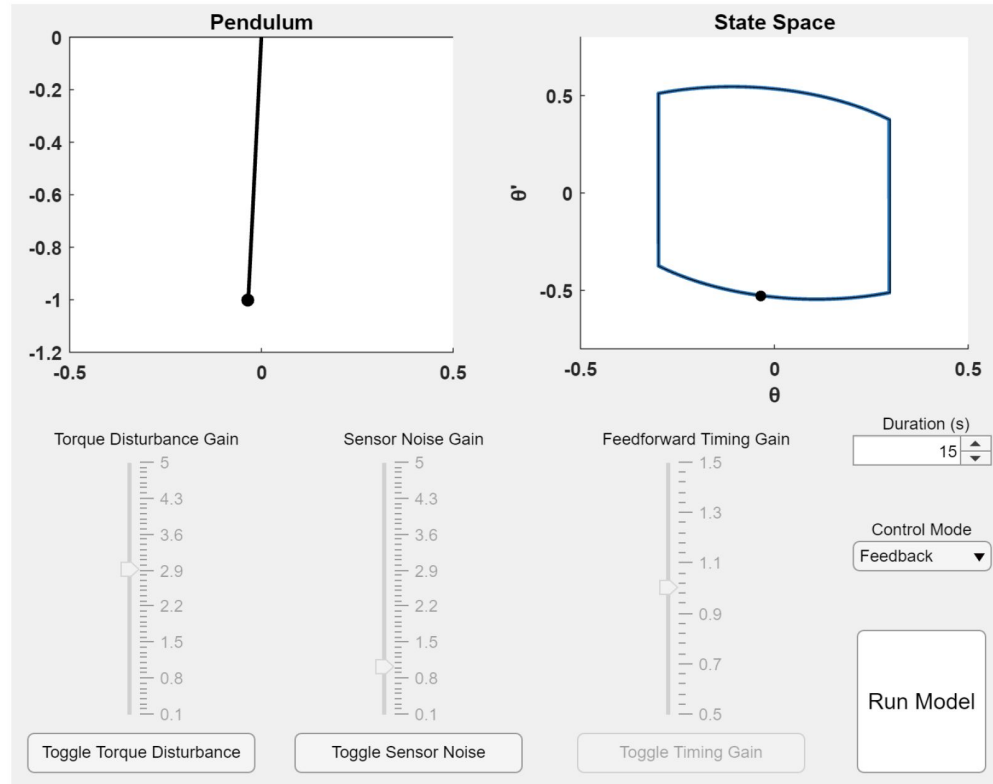 Pendulum
0
-0.2
-0.4
-0.6
-0.8
-1
-1.2
-0.5 0 0.5
State Space
0.5
0
-0.5
θ'
-0.5 0 0.5
θ
Torque Disturbance Gain
5
4.3
3.6
2.9
2.2
1.5
0.8
0.1
Toggle Torque Disturbance
Sensor Noise Gain
5
4.3
3.6
2.9
2.2
1.5
0.8
0.1
Toggle Sensor Noise
Feedforward Timing Gain
1.5
1.3
1.1
0.9
0.7
0.5
Toggle Timing Gain
Duration (s)
15
Control Mode
Feedback
Run Model